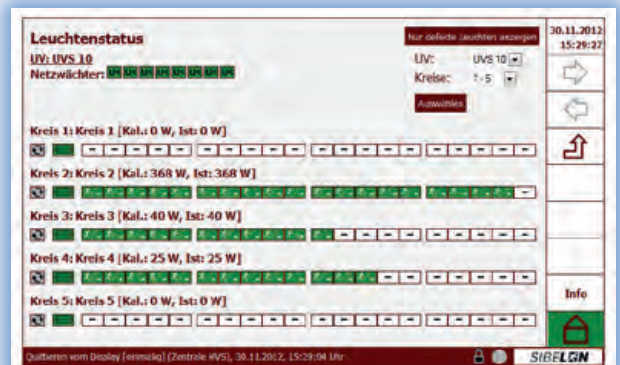 Leuchtenstatus
Nur defekte Leuchten anzeigen
30.11.2012
15:29:27
UV: UVS 10
UV: UVS 10
Netzwächter:
Kreise: 1-5
Auswählen
Kreis 1: Kreis 1 [Kal.: 0 W, Ist: 0 W]
Kreis 2: Kreis 2 [Kal.: 368 W, Ist: 368 W]
Kreis 3: Kreis 3 [Kal.: 40 W, Ist: 40 W]
Kreis 4: Kreis 4 [Kal.: 25 W, Ist: 25 W]
Kreis 5: Kreis 5 [Kal.: 0 W, Ist: 0 W]
Info
Quittieren vom Display [einmalig] (Zentrale HVS), 30.11.2012, 15:29:04 Uhr
SIBELON